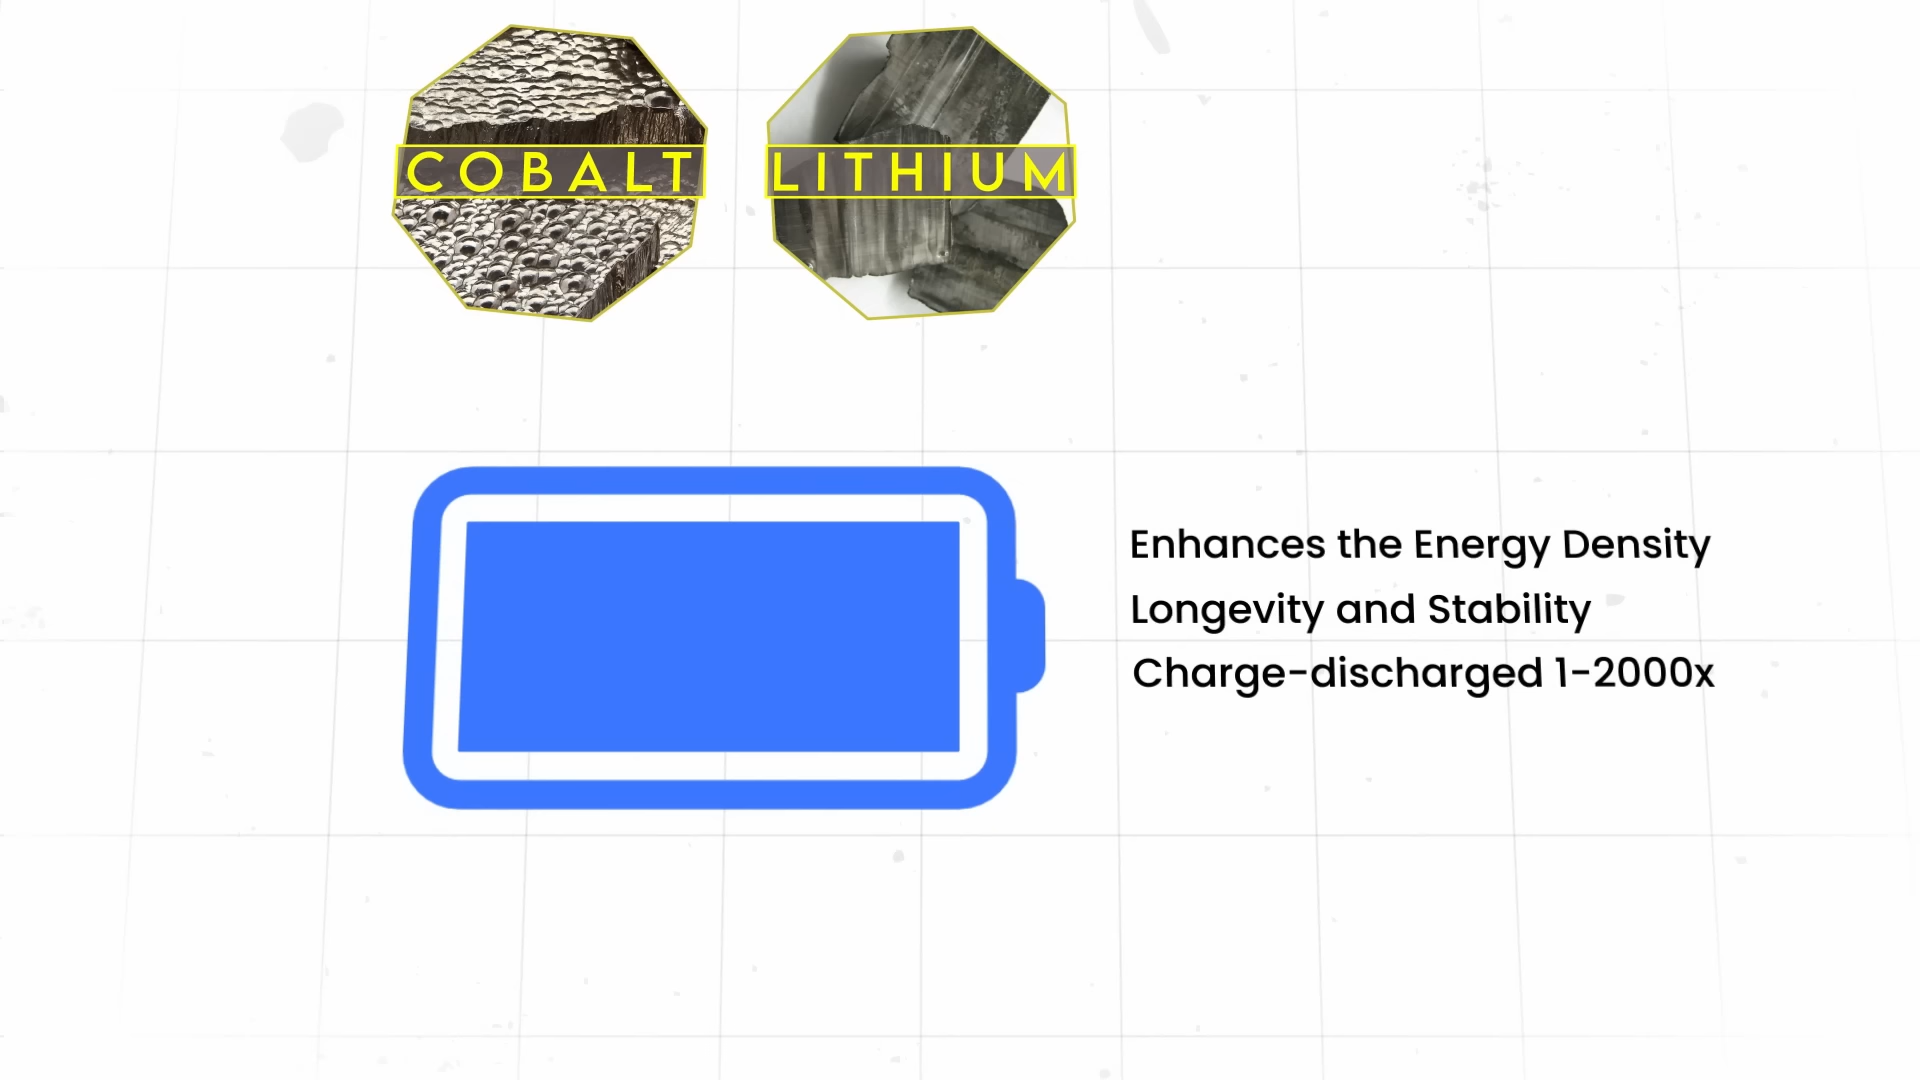 COBALT
LITHIUM
Enhances the Energy Density
Longevity and Stability
Charge-discharged 1-2000x